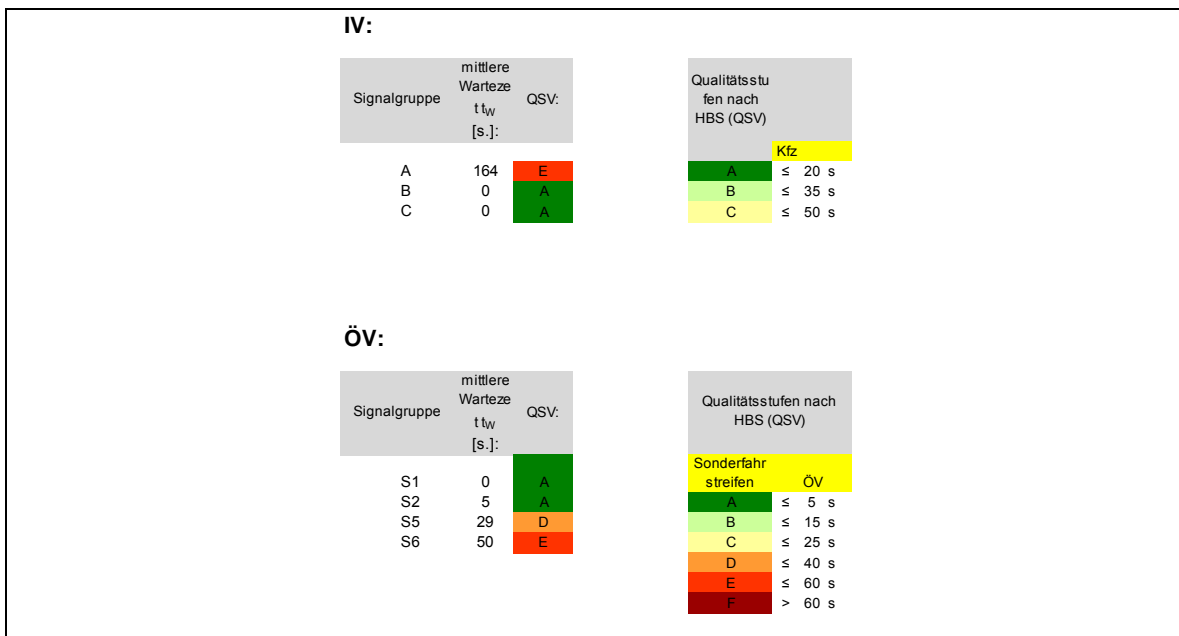 IV:
Signalgruppe mittlere Warteze t tW [s.]: QSV:
A 164 E
B 0 A
C 0 A
Qualitätsstu fen nach HBS (QSV)
Kfz
A ≤ 20 s
B ≤ 35 s
C ≤ 50 s
ÖV:
Signalgruppe mittlere Warteze t tW [s.]: QSV:
S1 0 A
S2 5 A
S5 29 D
S6 50 E
Qualitätsstufen nach
HBS (QSV)
Sonderfahr streifen ÖV
A ≤ 5 s
B ≤ 15 s
C ≤ 25 s
D ≤ 40 s
E ≤ 60 s
F > 60 s